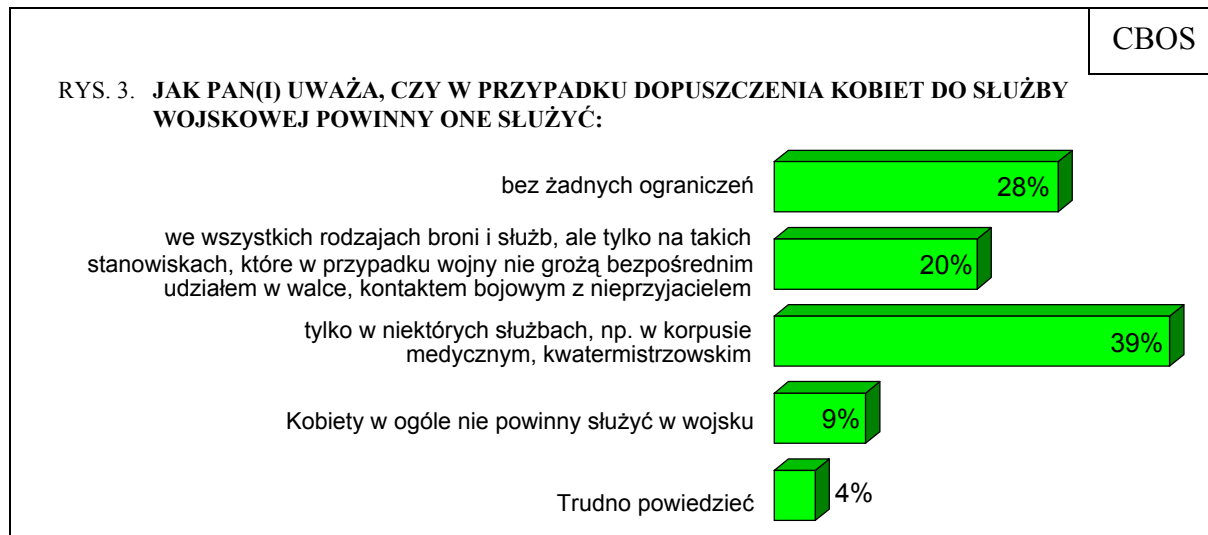 CBOS
RYS. 3. JAK PAN(I) UWAŻA, CZY W PRZYPADKU DOPUSZCZENIA KOBIET DO SŁUŻBY
WOJSKOWEJ POWINNY ONE SŁUŻYĆ:
bez żadnych ograniczeń
28%
we wszystkich rodzajach broni i służb, ale tylko na takich
stanowiskach, które w przypadku wojny nie grożą bezpośrednim
udziałem w walce, kontaktem bojowym z nieprzyjacielem
20%
tylko w niektórych służbach, np. w korpusie
medycznym, kwatermistrzowskim
39%
Kobiety w ogóle nie powinny służyć w wojsku
9%
Trudno powiedzieć
4%